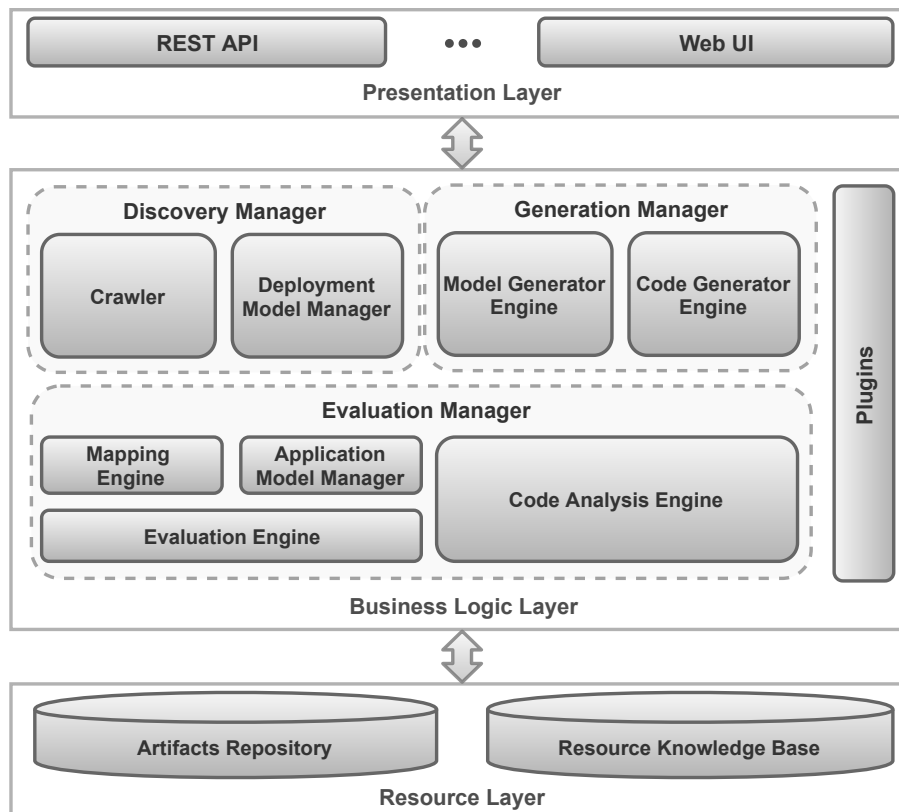 REST API
•••
Web UI
Presentation Layer
Discovery Manager
Generation Manager
Crawler
Deployment
Model Manager
Model Generator
Engine
Code Generator
Engine
Plugins
Evaluation Manager
Mapping
Engine
Application
Model Manager
Code Analysis Engine
Evaluation Engine
Business Logic Layer
Artifacts Repository
Resource Knowledge Base
Resource Layer